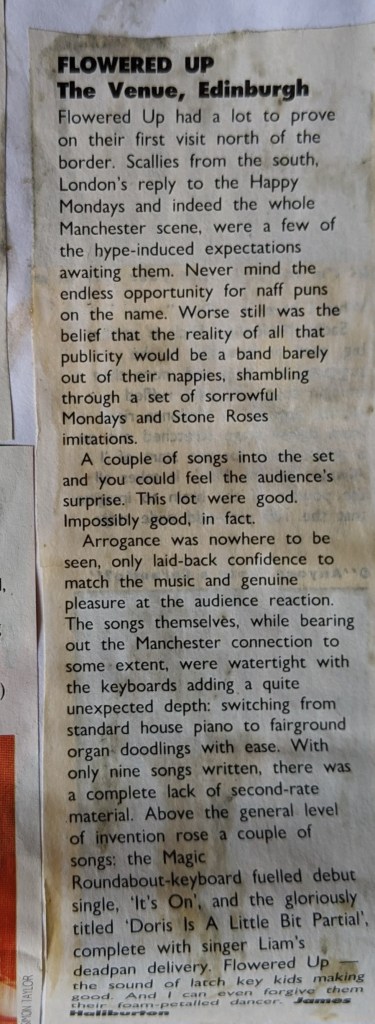 FLOWERED UP
The Venue, Edinburgh
Flowered Up had a lot to prove
on their first visit north of the
border. Scallies from the south,
London's reply to the Happy
Mondays and indeed the whole
Manchester scene, were a few of
the hype-induced expectations
awaiting them. Never mind the
endless opportunity for naff puns
on the name. Worse still was the
belief that the reality of all that
publicity would be a band barely
out of their nappies, shambling
through a set of sorrowful
Mondays and Stone Roses
imitations.
A couple of songs into the set
and you could feel the audience's
surprise. This lot were good.
Impossibly good, in fact.
Arrogance was nowhere to be
seen, only laid-back confidence to
match the music and genuine
pleasure at the audience reaction.
The songs themselves, while bearing
out the Manchester connection to
some extent, were watertight with
the keyboards adding a quite
unexpected depth: switching from
standard house piano to fairground
organ doodlings with ease. With
only nine songs written, there was
a complete lack of second-rate
material. Above the general level
of invention rose a couple of
songs: the Magic
Roundabout-keyboard fuelled debut
single, 'It's On', and the gloriously
titled 'Doris Is A Little Bit Partial',
complete with singer Liam's
deadpan delivery. Flowered Up —
the sound of latch key kids making
good. And I can even forgive them
their foam-petalled dancer. James
Haliburton
)
MON TAYLOR